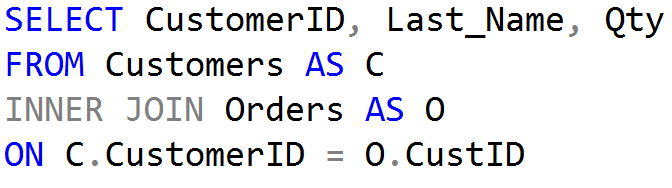 SELECT CustomerID, Last_Name, Qty
FROM Customers AS C
INNER JOIN Orders AS O
ON C.CustomerID = O.CustID